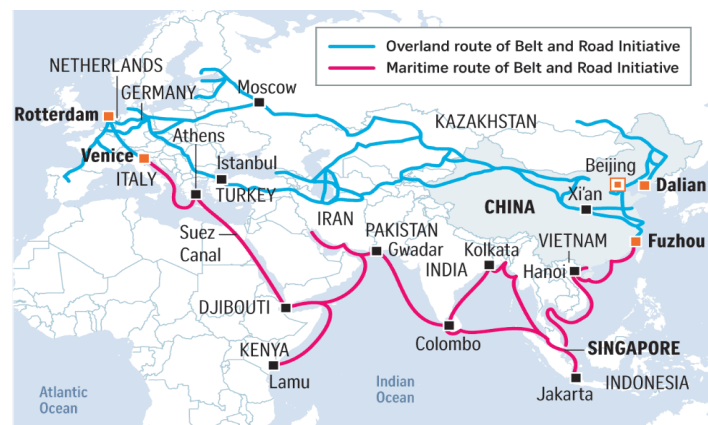 Overland route of Belt and Road Initiative
Maritime route of Belt and Road Initiative
NETHERLANDS
GERMANY
Moscow
Rotterdam
KAZAKHSTAN
Athens
Venice
Istanbul
Beijing
ITALY
TURKEY
Xi'an
Dalian
CHINA
IRAN
Suez
Canal
PAKISTAN
Gwadar
Kolkata
VIETNAM
Fuzhou
INDIA
Hanoi
DJIBOUTI
Colombo
KENYA
SINGAPORE
Lamu
Jakarta
INDONESIA
Atlantic
Ocean
Indian
Ocean